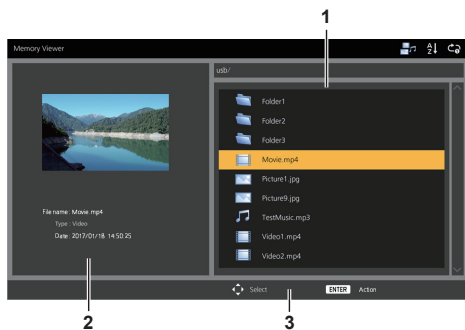 1
Memory Viewer
usb/
Folder1
Folder2
Folder3
Movie.mp4
Picture1.jpg
Picture9.jpg
TestMusic.mp3
Video1.mp4
Video2.mp4
File name : Movie.mp4
Type : Video
Date : 2017/01/18 14:50:25
Select ENTER Action
2 3